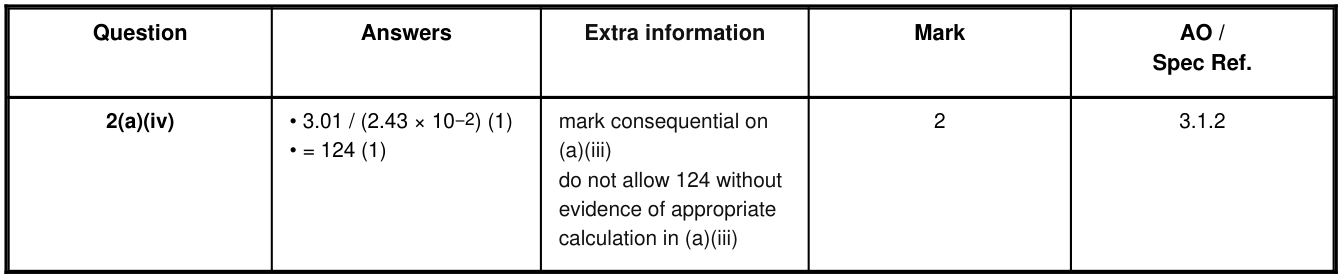 Question Answers Extra information Mark AO /
Spec Ref.
2(a)(iv) • 3.01 / (2.43 × 10−2) (1) mark consequential on 2 3.1.2
• = 124 (1) (a)(iii)
do not allow 124 without
evidence of appropriate
calculation in (a)(iii)